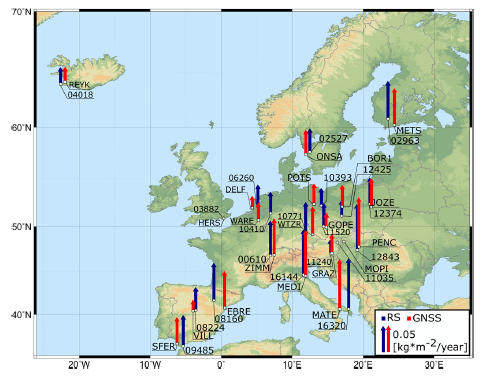 70°N
REYK
04018
60°N
02527
ONSA
METS
02963
BOR1
12425
POTS
10393
06260
DELF
03882
HERS
WARE
10410
10771
WTZR
GOPE
11520
JOZE
12374
50°N
PENC
12843
00610
ZIMM
11240
GRAZ
MOPI
11035
16144
MEDI
EBRE
08160
MATE
16320
40°N
08224
VILL
SFER
09485
RS GNSS
0.05
[kg*m⁻²/year]
20°W 10°W 0° 10°E 20°E 30°E